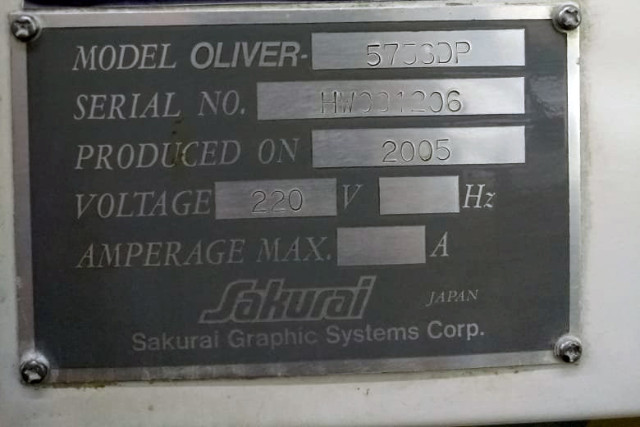 MODEL OLIVER-
SERIAL NO.
PRODUCED ON 2005
VOLTAGE 220 V Hz
AMPERAGE MAX. A
Sakurai JAPAN
Sakurai Graphic Systems Corp.